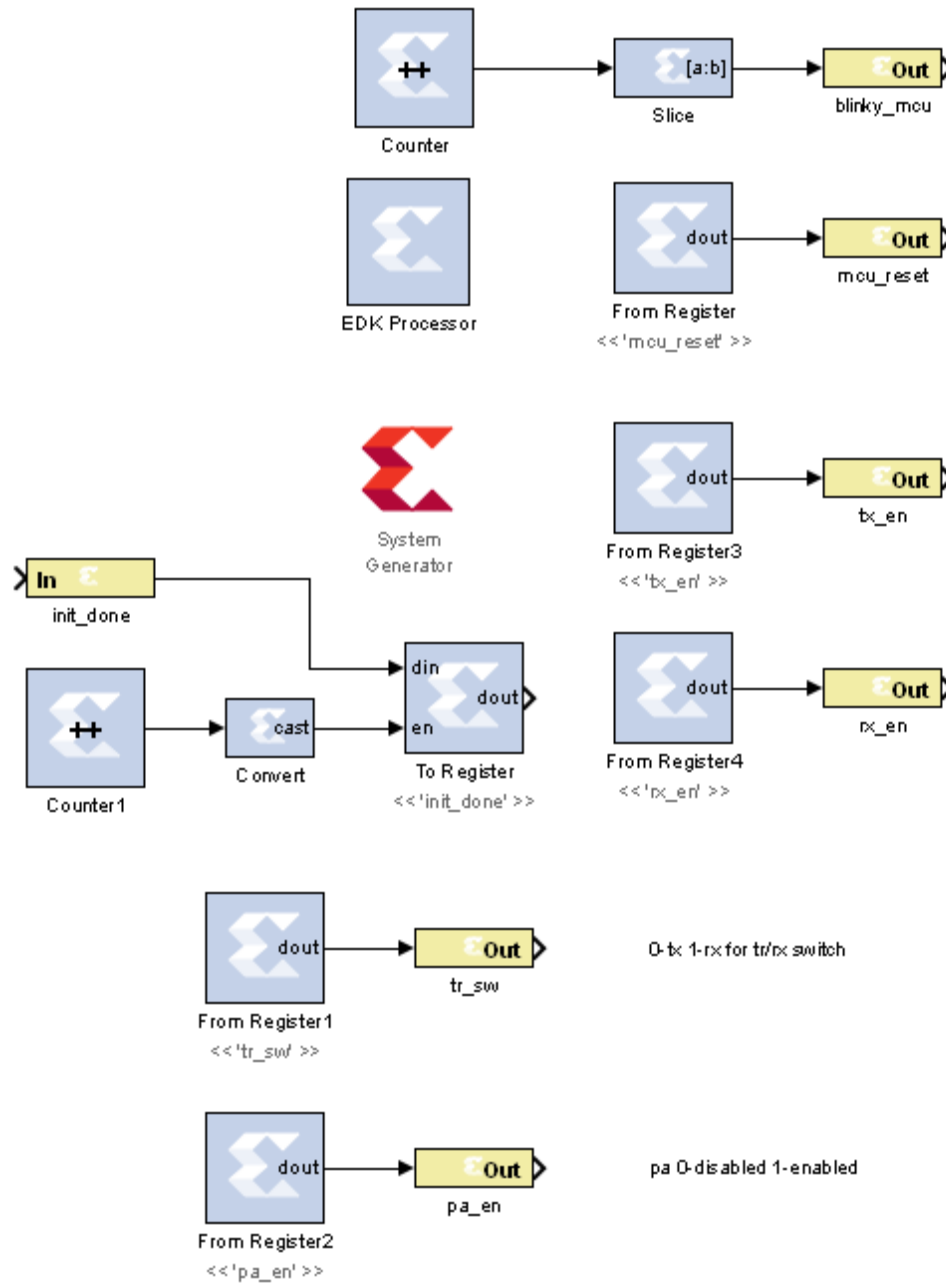 ++
[a:b]
Out
Counter
Slice
blinky_mcu
dout
Out
EDK Processor
From Register
mcu_reset
<<'mcu_reset' >>
System
Generator
dout
Out
From Register3
tx_en
<<'tx_en' >>
In
init_done
++
cast
din
en
dout
Counter1
Convert
To Register
<<'init_done' >>
dout
Out
From Register4
rx_en
<<'rx_en' >>
dout
Out
0-tx 1-rx for tr/rx switch
tr_sw
From Register1
<<'tr_sw' >>
dout
Out
pa 0-disabled 1-enabled
pa_en
From Register2
<<'pa_en' >>